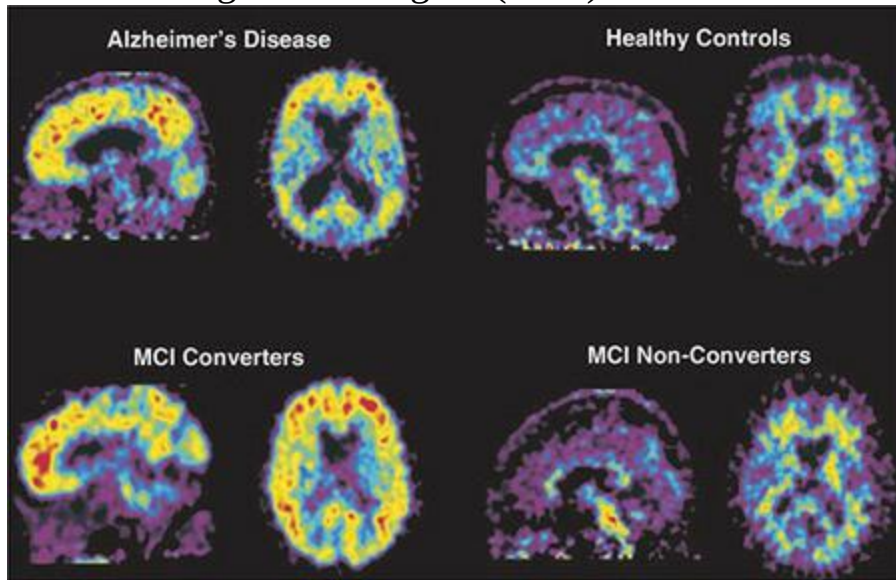 Alzheimer's Disease
Healthy Controls
MCI Converters
MCI Non-Converters